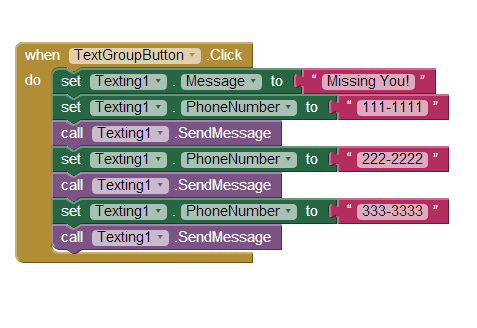 when TextGroupButton .Click
do set Texting1 . Message to " Missing You! "
set Texting1 . PhoneNumber to " 111-1111 "
call Texting1 .SendMessage
set Texting1 . PhoneNumber to " 222-2222 "
call Texting1 .SendMessage
set Texting1 . PhoneNumber to " 333-3333 "
call Texting1 .SendMessage